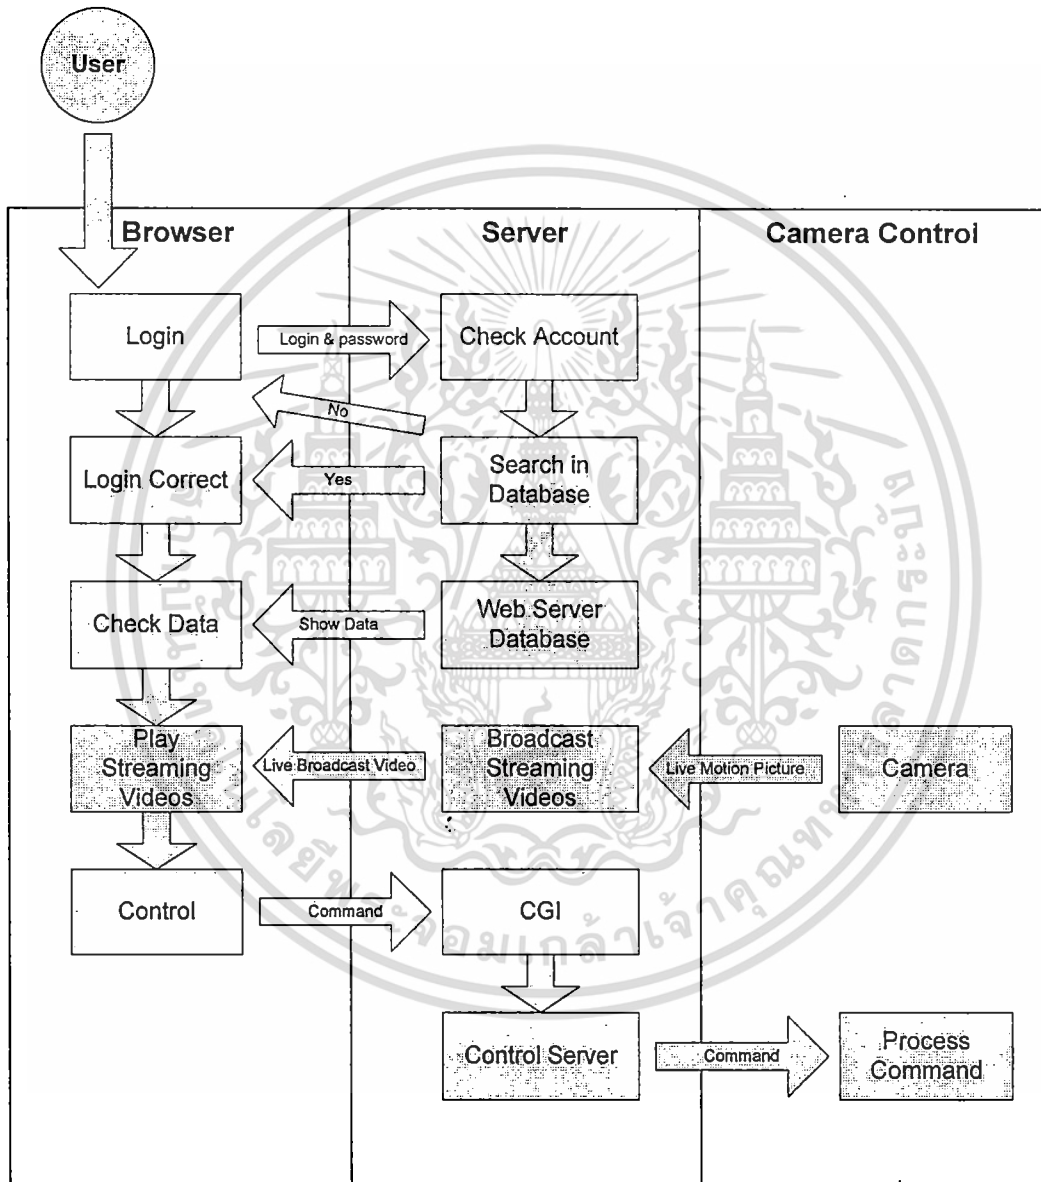 User
Browser
Server
Camera Control
Login
Login & password
Check Account
No
Login Correct
Yes
Search in
Database
Check Data
Show Data
Web Server
Database
Play
Streaming
Videos
Live Broadcast Video
Broadcast
Streaming
Videos
Live Motion Picture
Camera
Control
Command
CGI
Control Server
Command
Process
Command